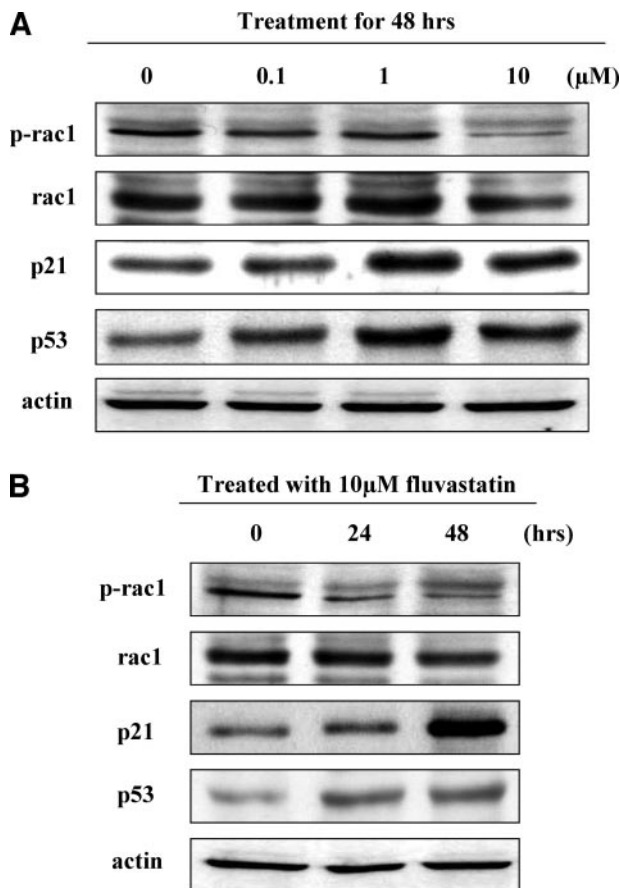 A
Treatment for 48 hrs
0 0.1 1 10 (μM)
p-rac1
rac1
p21
p53
actin
B
Treated with 10μM fluvastatin
0 24 48 (hrs)
p-rac1
rac1
p21
p53
actin